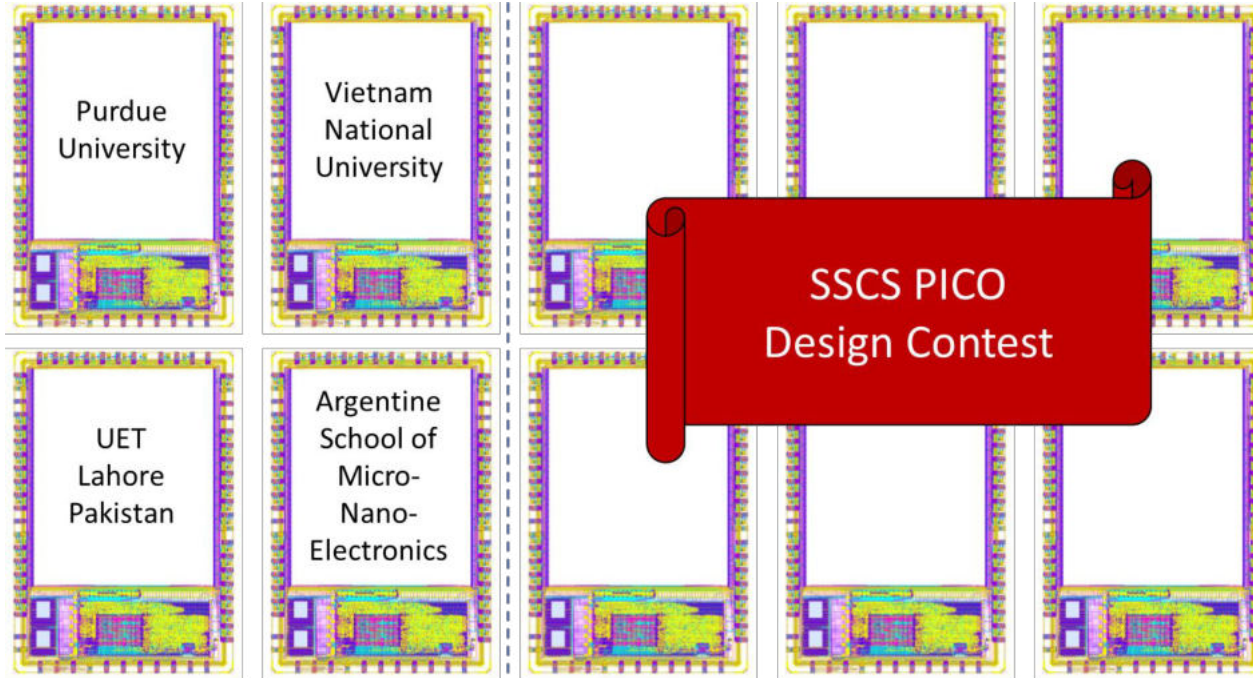 Purdue
University
Vietnam
National
University
SSCS PICO
Design Contest
UET
Lahore
Pakistan
Argentine
School of
Micro-
Nano-
Electronics